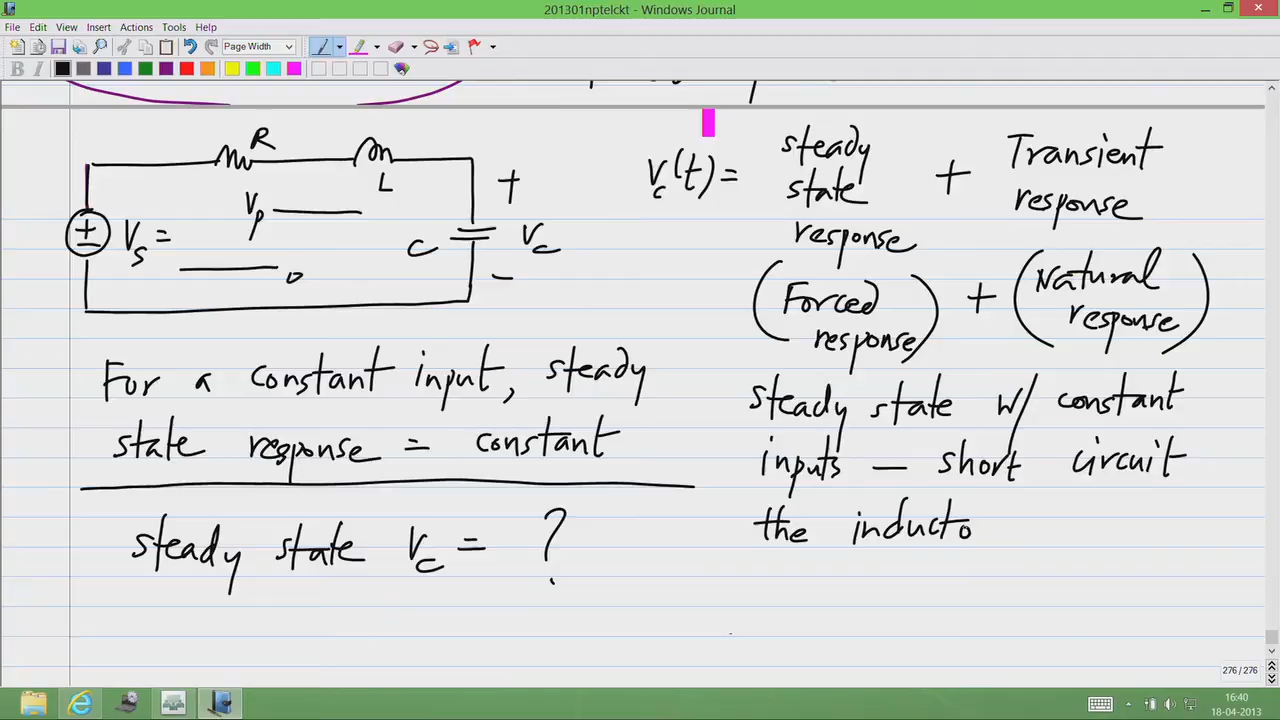 201301nptelckt - Windows Journal
File Edit View Insert Actions Tools Help
Page Width
B I
R
L
Vp
+
Vs =
0
C
+
Vc
−
Vc(t) = steady state response + Transient response
(Forced response) + (Natural response)
For a constant input, steady
state response = constant
steady state Vc = ?
steady state w/ constant
inputs — short circuit
the inducto
276 / 276
16:40
18-04-2013